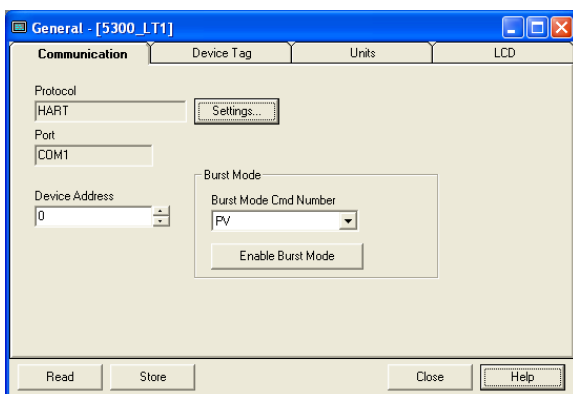 General - [5300_LT1]
Communication Device Tag Units LCD
Protocol
HART Settings...
Port
COM1
Device Address
0
Burst Mode
Burst Mode Cmd Number
PV
Enable Burst Mode
Read Store Close Help